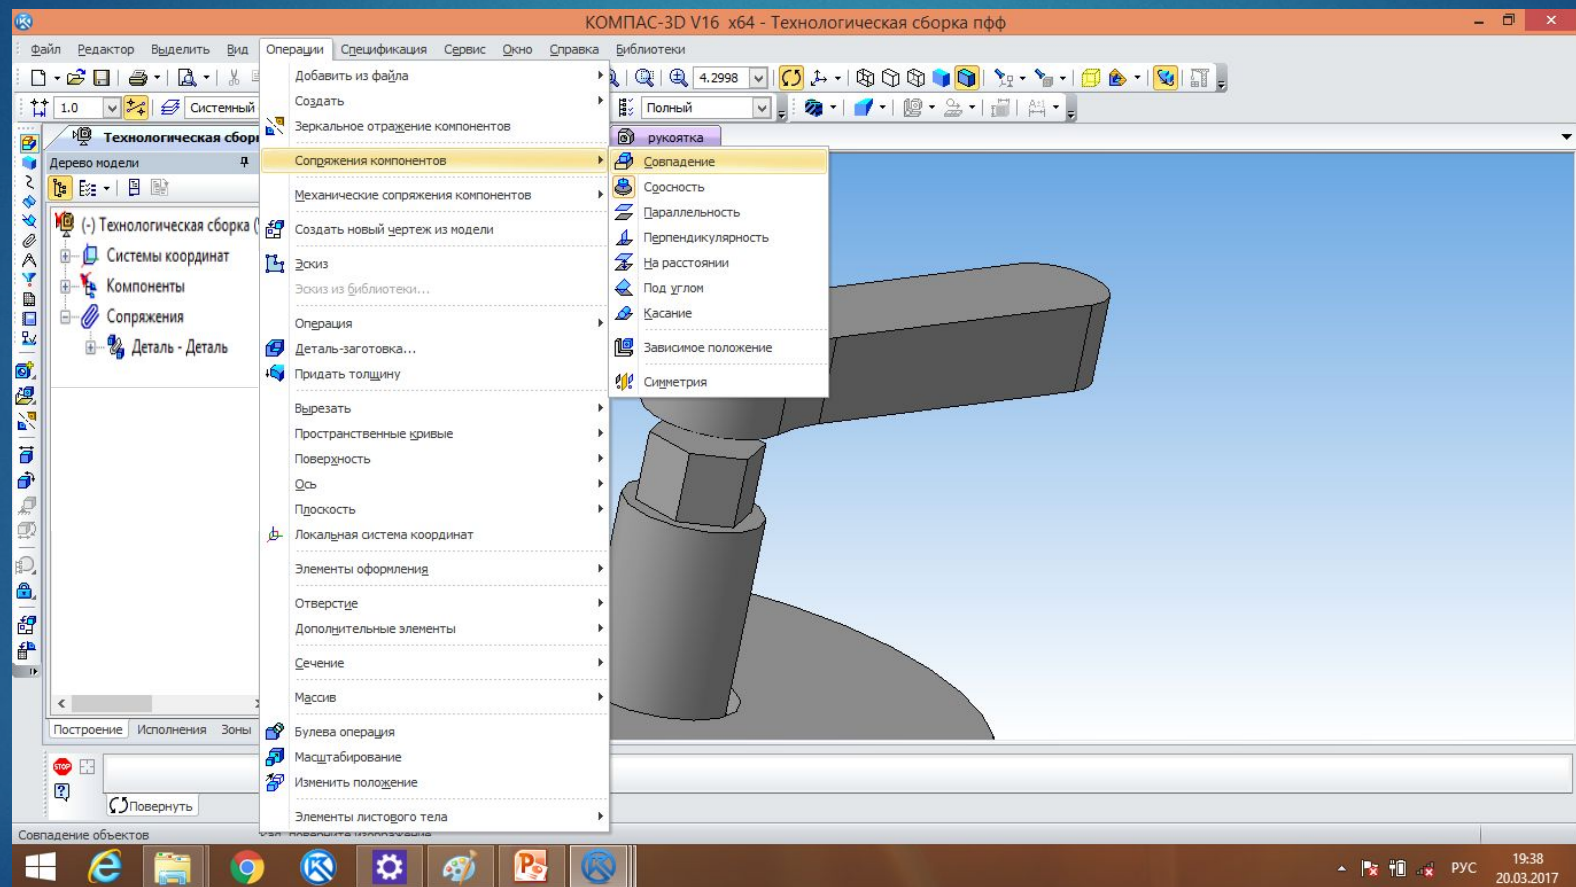 КОМПАС-3D V16 x64 - Технологическая сборка пфф
Файл Редактор Выделить Вид Операции Спецификация Сервис Окно Справка Библиотеки
4.2998
1.0
Системный
Полный
Технологическая сбор
рукоятка
Дерево модели
(-) Технологическая сборка (
Системы координат
Компоненты
Сопряжения
Деталь - Деталь
Построение Исполнения Зоны
Добавить из файла
Создать
Зеркальное отражение компонентов
Сопряжения компонентов
Механические сопряжения компонентов
Создать новый чертеж из модели
Эскиз
Эскиз из библиотеки...
Операция
Деталь-заготовка...
Придать толщину
Вырезать
Пространственные кривые
Поверхность
Ось
Плоскость
Локальная система координат
Элементы оформления
Отверстие
Дополнительные элементы
Сечение
Массив
Булева операция
Масштабирование
Изменить положение
Элементы листового тела
Совпадение
Соосность
Параллельность
Перпендикулярность
На расстоянии
Под углом
Касание
Зависимое положение
Симметрия
STOP
Повернуть
Совпадение объектов
РУС
19:38
20.03.2017